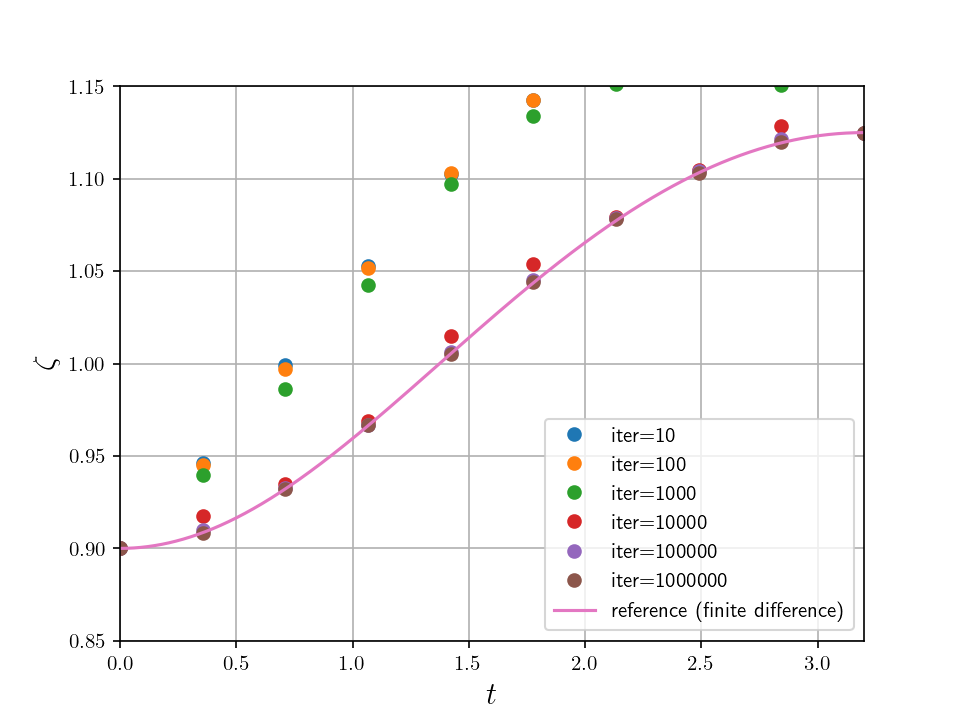 1.15
1.10
1.05
1.00
0.95
0.90
0.85
ζ
0.0 0.5 1.0 1.5 2.0 2.5 3.0
t
iter=10
iter=100
iter=1000
iter=10000
iter=100000
iter=1000000
reference (finite difference)